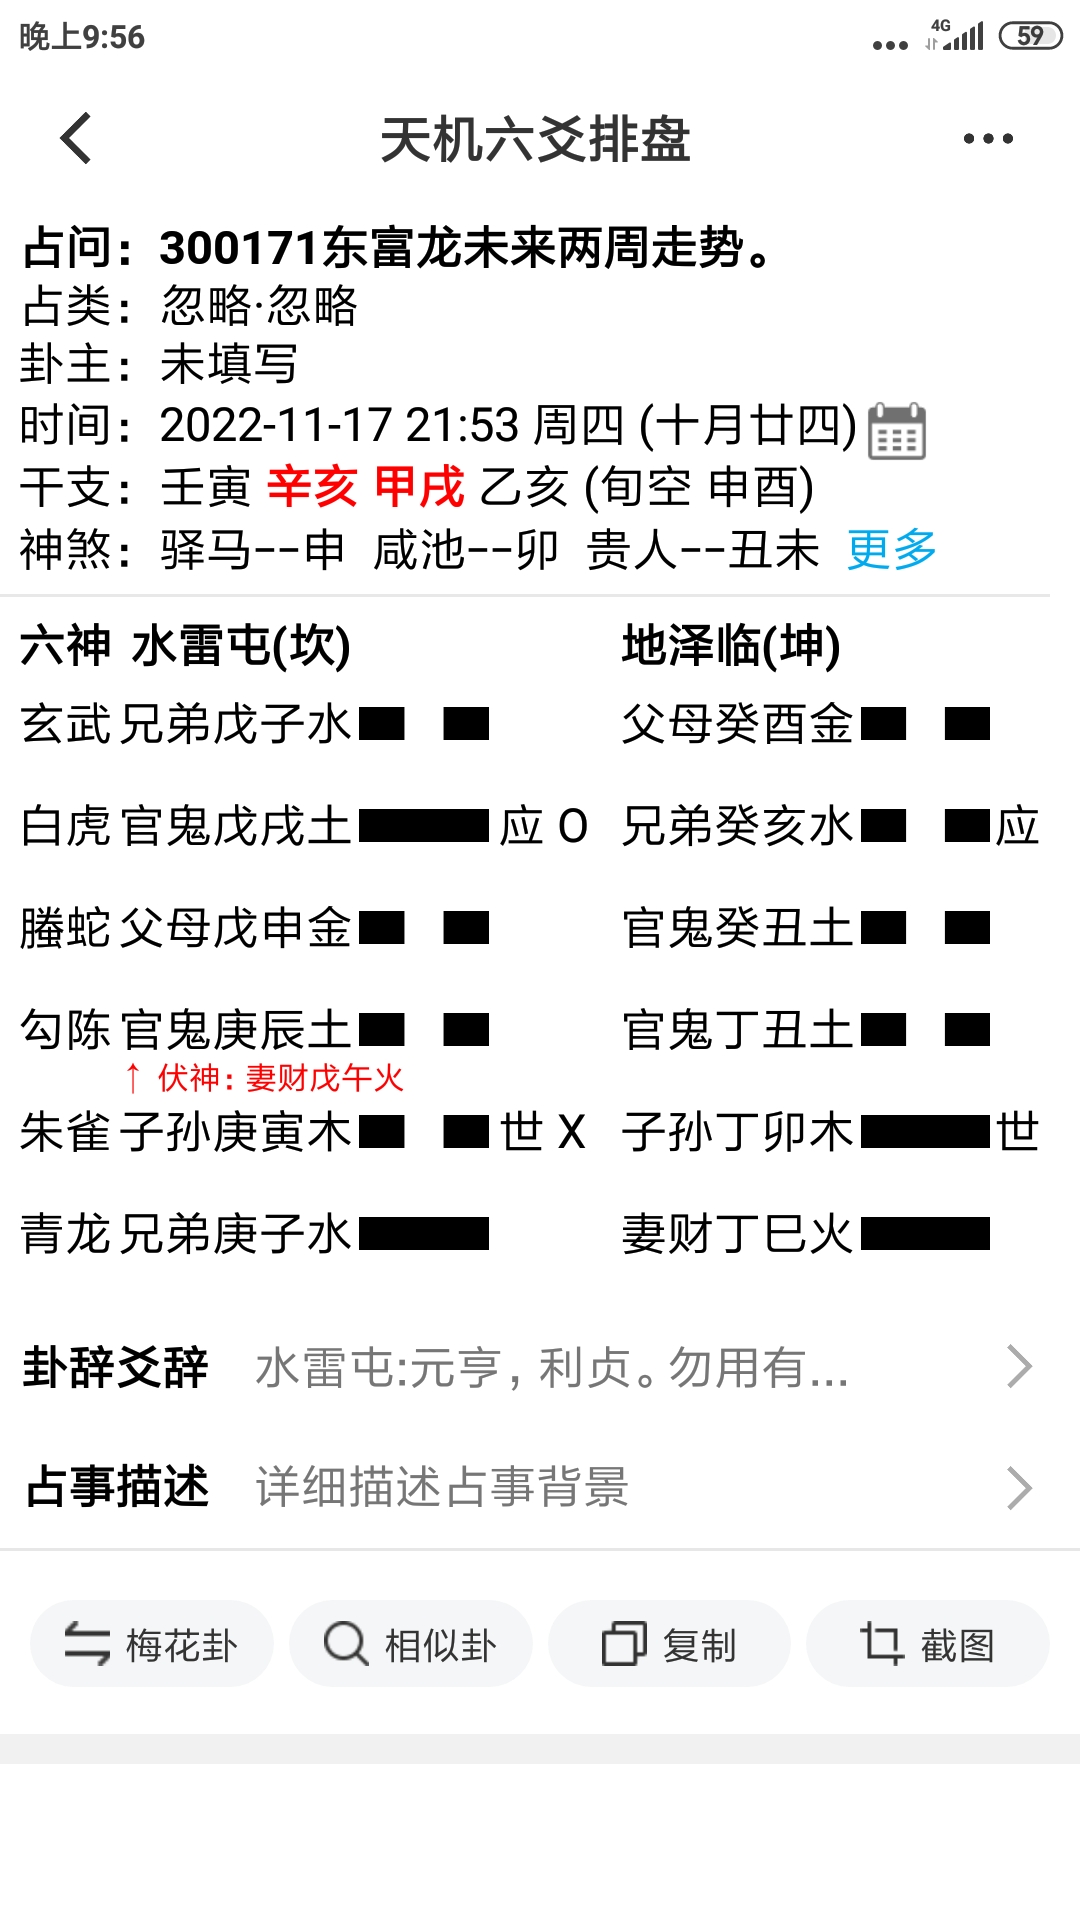 晚上9:56
4G
59
天机六爻排盘
占问：300171东富龙未来两周走势。
占类：忽略·忽略
卦主：未填写
时间：2022-11-17 21:53 周四 (十月廿四)
干支：壬寅 辛亥 甲戌 乙亥 (旬空 申酉)
神煞：驿马--申 咸池--卯 贵人--丑未 更多
六神 水雷屯(坎) 地泽临(坤)
玄武 兄弟戊子水 父母癸酉金
白虎 官鬼戊戌土 应 O 兄弟癸亥水 应
螣蛇 父母戊申金 官鬼癸丑土
勾陈 官鬼庚辰土 官鬼丁丑土
↑ 伏神：妻财戊午火
朱雀 子孙庚寅木 世 X 子孙丁卯木 世
青龙 兄弟庚子水 妻财丁巳火
卦辞爻辞 水雷屯:元亨，利贞。勿用有...
占事描述 详细描述占事背景
梅花卦 相似卦 复制 截图